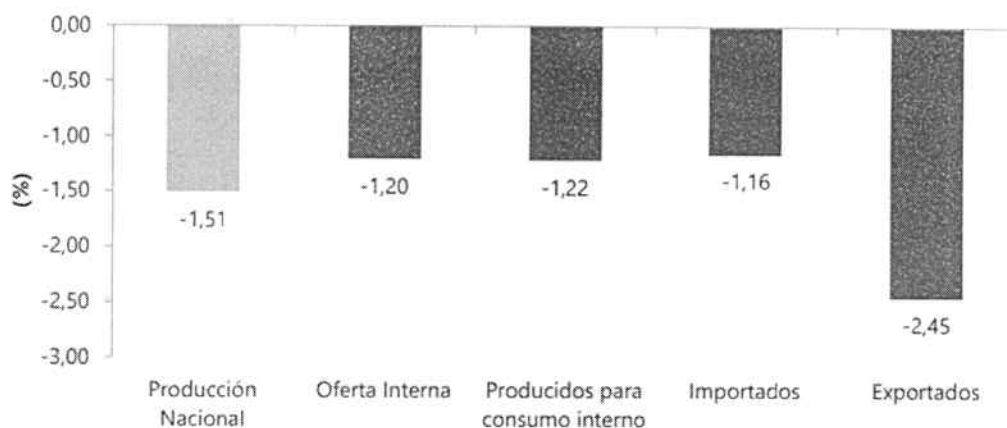 0,00
-0,50
-1,00
-1,50
-2,00
-2,50
-3,00
(%)
-1,51
-1,20
-1,22
-1,16
-2,45
Producción
Nacional
Oferta Interna
Producidos para
consumo interno
Importados
Exportados